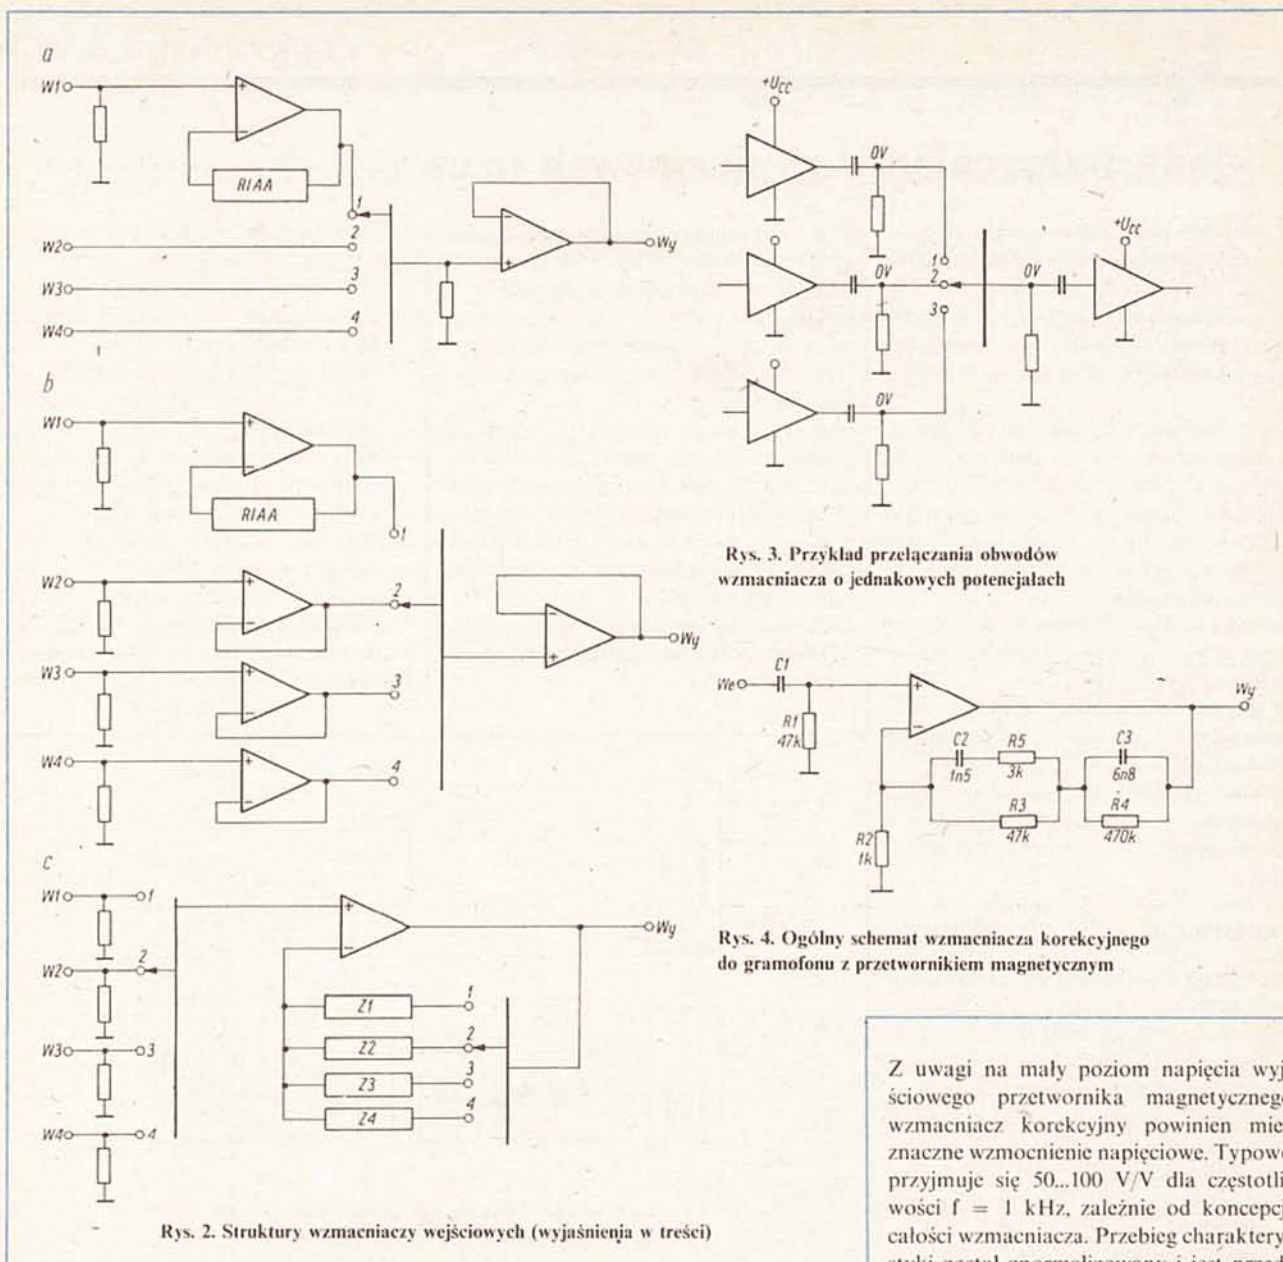 a
W1
+
−
RIAA
1
2
3
4
W2
W3
W4
−
+
Wy
b
W1
+
−
RIAA
1
W2
+
−
2
W3
+
−
3
W4
+
−
4
−
+
Wy
c
W1
1
W2
2
W3
3
W4
4
+
−
Wy
Z1
1
Z2
2
Z3
3
Z4
4
Rys. 2. Struktury wzmacniaczy wejściowych (wyjaśnienia w treści)
+UCC
0V
0V
0V
1
2
3
0V
+UCC
Rys. 3. Przykład przełączania obwodów
wzmacniacza o jednakowych potencjałach
We
C1
R1
47k
+
−
Wy
C2
1n5
R5
3k
C3
6n8
R3
47k
R4
470k
R2
1k
Rys. 4. Ogólny schemat wzmacniacza korekcyjnego
do gramofonu z przetwornikiem magnetycznym
Z uwagi na mały poziom napięcia wyj
ściowego przetwornika magnetycznego
wzmacniacz korekcyjny powinien mie
znaczne wzmocnienie napięciowe. Typowo
przyjmuje się 50...100 V/V dla częstotli
wości f = 1 kHz, zależnie od koncepcj
całości wzmacniacza. Przebieg charaktery